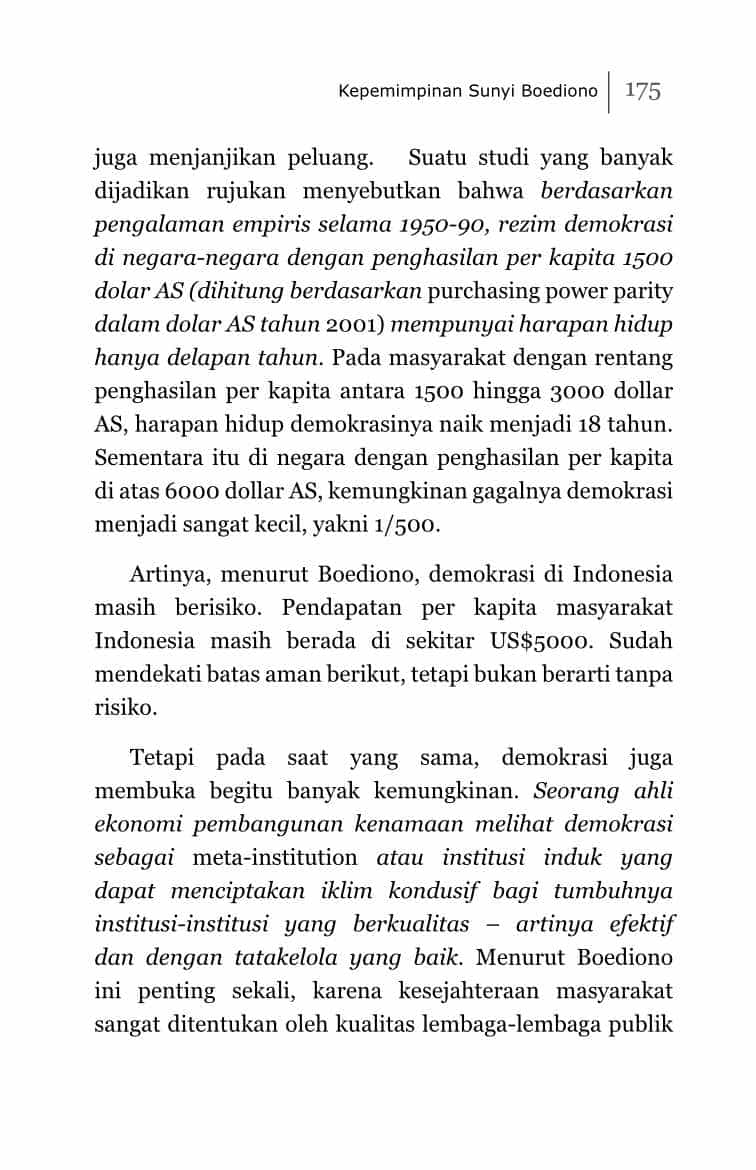 Kepemimpinan Sunyi Boediono 175
juga menjanjikan peluang. Suatu studi yang banyak
dijadikan rujukan menyebutkan bahwa berdasarkan
pengalaman empiris selama 1950-90, rezim demokrasi
di negara-negara dengan penghasilan per kapita 1500
dolar AS (dihitung berdasarkan purchasing power parity
dalam dolar AS tahun 2001) mempunyai harapan hidup
hanya delapan tahun. Pada masyarakat dengan rentang
penghasilan per kapita antara 1500 hingga 3000 dollar
AS, harapan hidup demokrasinya naik menjadi 18 tahun.
Sementara itu di negara dengan penghasilan per kapita
di atas 6000 dollar AS, kemungkinan gagalnya demokrasi
menjadi sangat kecil, yakni 1/500.
Artinya, menurut Boediono, demokrasi di Indonesia
masih berisiko. Pendapatan per kapita masyarakat
Indonesia masih berada di sekitar US$5000. Sudah
mendekati batas aman berikut, tetapi bukan berarti tanpa
risiko.
Tetapi pada saat yang sama, demokrasi juga
membuka begitu banyak kemungkinan. Seorang ahli
ekonomi pembangunan kenamaan melihat demokrasi
sebagai meta-institution atau institusi induk yang
dapat menciptakan iklim kondusif bagi tumbuhnya
institusi-institusi yang berkualitas – artinya efektif
dan dengan tatakelola yang baik. Menurut Boediono
ini penting sekali, karena kesejahteraan masyarakat
sangat ditentukan oleh kualitas lembaga-lembaga publik